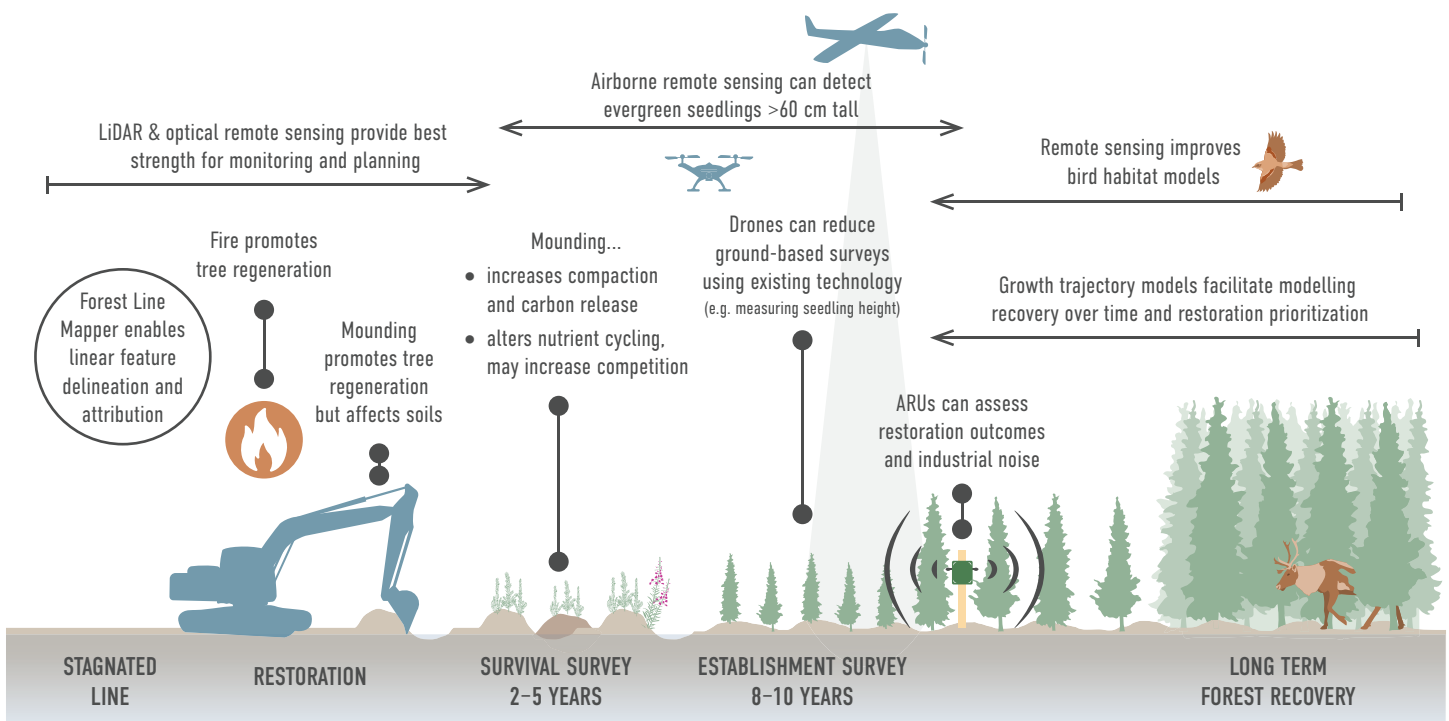 Airborne remote sensing can detect
evergreen seedlings >60 cm tall
LiDAR & optical remote sensing provide best
strength for monitoring and planning
Remote sensing improves
bird habitat models
Fire promotes
tree regeneration
Forest Line
Mapper enables
linear feature
delineation and
attribution
Mounding
promotes tree
regeneration
but affects soils
Mounding...
• increases compaction
and carbon release
• alters nutrient cycling,
may increase competition
Drones can reduce
ground-based surveys
using existing technology
(e.g. measuring seedling height)
Growth trajectory models facilitate modelling
recovery over time and restoration prioritization
ARUs can assess
restoration outcomes
and industrial noise
STAGNATED
LINE
RESTORATION
SURVIVAL SURVEY
2–5 YEARS
ESTABLISHMENT SURVEY
8–10 YEARS
LONG TERM
FOREST RECOVERY